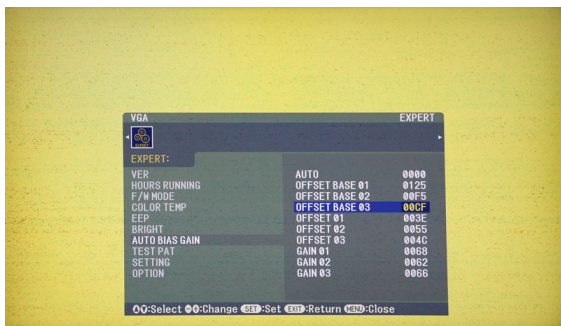 VGA EXPERT
EXPERT
EXPERT:
VER
HOURS RUNNING
F/W MODE
COLOR TEMP
EEP
BRIGHT
AUTO BIAS GAIN
TEST PAT
SETTING
OPTION
AUTO 0000
OFFSET BASE 01 0125
OFFSET BASE 02 00F5
OFFSET BASE 03 00CF
OFFSET 01 003E
OFFSET 02 0055
OFFSET 03 004C
GAIN 01 0068
GAIN 02 0062
GAIN 03 0066
:Select :Change SET:Set EXIT:Return MENU:Close